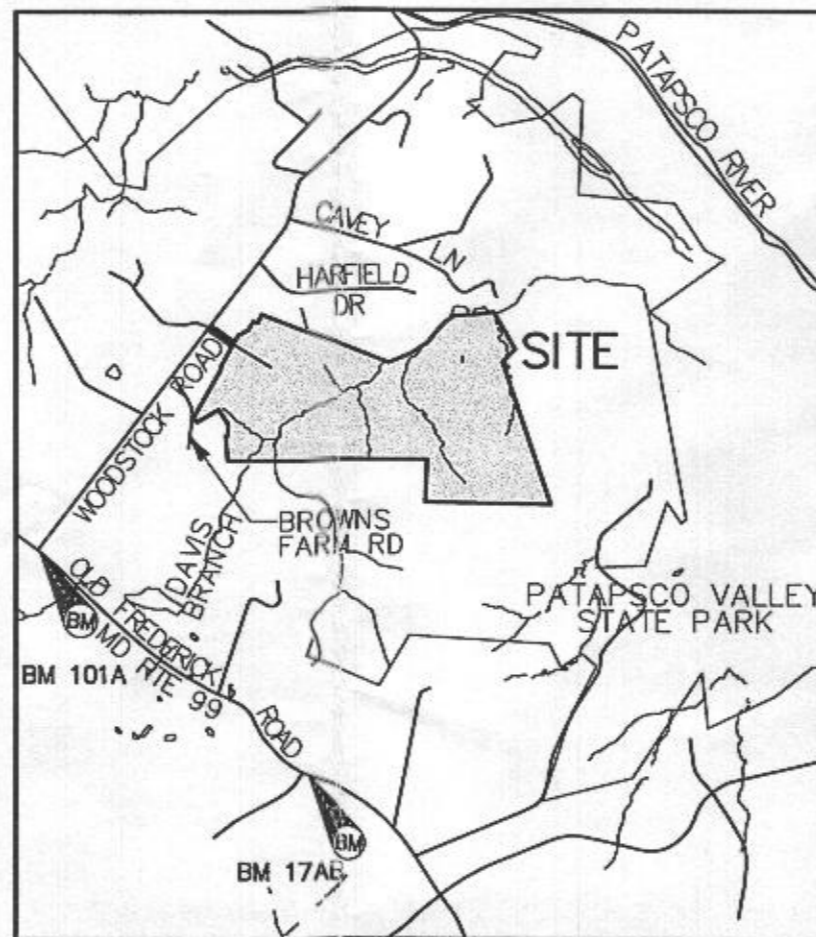 PATAPSCO RIVER
CAVEY
LN
HARFIELD
DR
SITE
WOODSTOCK ROAD
BROWNS
FARM RD
DAVIS
BRANCH
OLD FREDERICK ROAD
MD RTE 99
PATAPSCO VALLEY
STATE PARK
BM
BM 101A
BM
BM 17AB